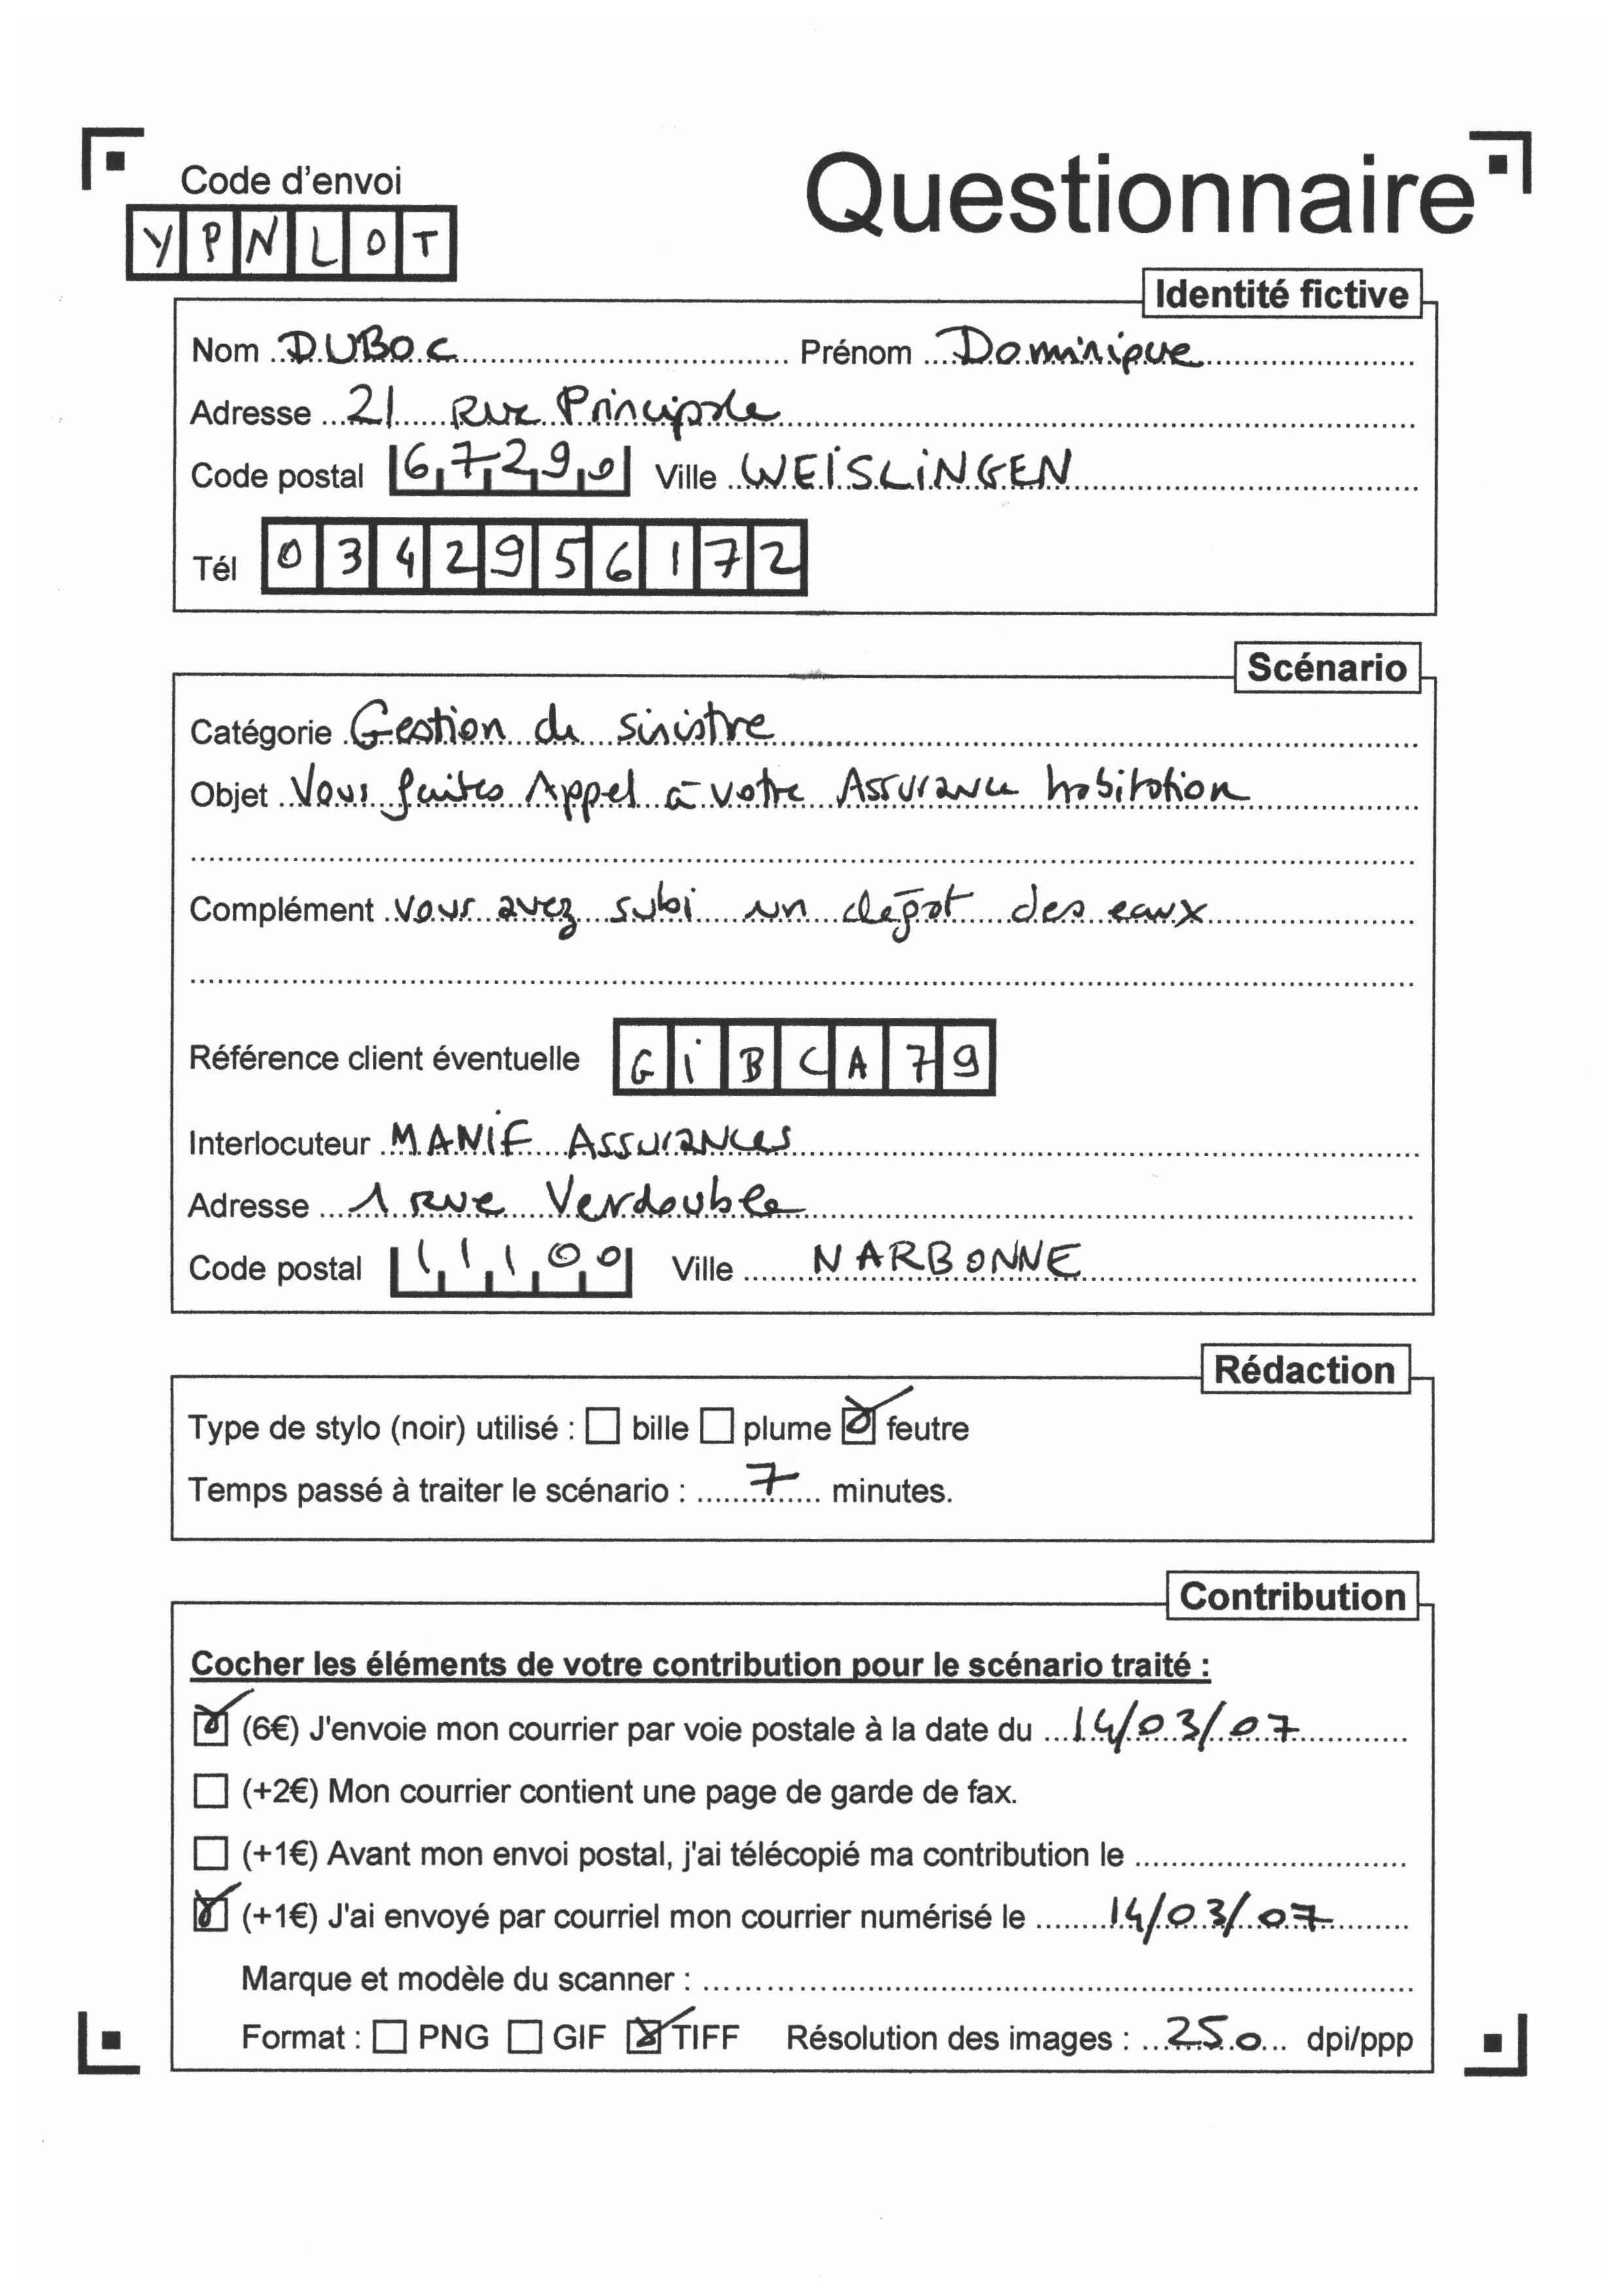 Code d'envoi
Questionnaire
YPNLOT
Identité fictive
Nom DUBOC Prénom Dominique
Adresse 21 Rue Principale
Code postal 67290 Ville WEISLINGEN
Tél 0342956172
Scénario
Catégorie Gestion de sinistre
Objet Vous faites Appel à votre Assurance habitation
Complément vous avez subi un dégat des eaux
Référence client éventuelle GIBCA79
Interlocuteur MANIF Assurances
Adresse 1 Rue Verdouble
Code postal 11100 Ville NARBONNE
Rédaction
Type de stylo (noir) utilisé : bille plume feutre
Temps passé à traiter le scénario : 7 minutes.
Contribution
Cocher les éléments de votre contribution pour le scénario traité :
(6€) J'envoie mon courrier par voie postale à la date du 14/03/07
(+2€) Mon courrier contient une page de garde de fax.
(+1€) Avant mon envoi postal, j'ai télécopié ma contribution le
(+1€) J'ai envoyé par courriel mon courrier numérisé le 14/03/07
Marque et modèle du scanner :
Format : PNG GIF TIFF Résolution des images : 250 dpi/ppp